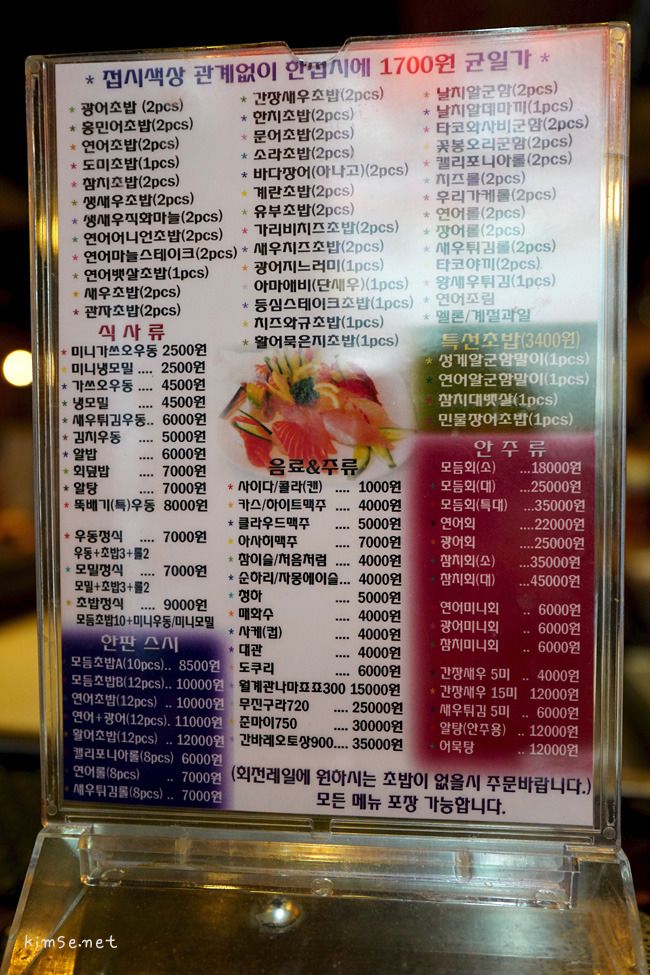 * 접시색상 관계없이 한접시에 1700원 균일가 *
* 광어초밥 (2pcs)
* 홍민어초밥(2pcs)
* 연어초밥(2pcs)
* 도미초밥(1pcs)
* 참치초밥(2pcs)
* 생새우초밥(2pcs)
* 생새우직화마늘(2pcs)
* 연어어니언초밥(2pcs)
* 연어마늘스테이크(2pcs)
* 연어뱃살초밥(1pcs)
* 새우초밥(2pcs)
* 관자초밥(2pcs)
* 간장새우초밥(2pcs)
* 한치초밥(2pcs)
* 문어초밥(2pcs)
* 소라초밥(2pcs)
* 바다장어(아나고)(2pcs)
* 계란초밥(2pcs)
* 유부초밥(2pcs)
* 가리비치즈초밥(2pcs)
* 새우치즈초밥(2pcs)
* 광어지느러미(1pcs)
* 아마애비(단새우)(1pcs)
* 등심스테이크초밥(1pcs)
* 치즈와규초밥(1pcs)
* 활어묵은지초밥(1pcs)
* 날치알군함(2pcs)
* 날치알데마끼(1pcs)
* 타코와사비군함(2pcs)
* 꽃봉오리군함(2pcs)
* 캘리포니아롤(2pcs)
* 치즈롤(2pcs)
* 우리가케롤(2pcs)
* 연어롤(2pcs)
* 장어롤(2pcs)
* 새우튀김롤(2pcs)
* 타코야끼(2pcs)
* 왕새우튀김(1pcs)
* 연어조림
* 멜론/계절과일
식 사 류
* 미니가쓰오우동 2500원
* 미니냉모밀 .... 2500원
* 가쓰오우동 .... 4500원
* 냉모밀 .... 4500원
* 새우튀김우동.. 6000원
* 김치우동 .... 5000원
* 알밥 .... 6000원
* 회덮밥 .... 7000원
* 알탕 .... 7000원
* 뚝배기(특)우동 8000원
* 우동정식 .... 7000원
우동+초밥3+롤2
* 모밀정식 .... 7000원
모밀+초밥3+롤2
* 초밥정식 .... 9000원
모듬초밥10+미니우동/미니모밀
한판 스시
* 모듬초밥A(10pcs).. 8500원
* 모듬초밥B(12pcs).. 10000원
* 연어초밥(12pcs) .. 10000원
* 연어+광어(12pcs).. 11000원
* 활어초밥(12pcs) .. 12000원
* 캘리포니아롤(8pcs) 6000원
* 연어롤(8pcs) .. 7000원
* 새우튀김롤(8pcs) .. 7000원
음료&주류
* 사이다/콜라(캔) .... 1000원
* 카스/하이트맥주 .... 4000원
* 클라우드맥주 .... 5000원
* 아사히맥주 .... 7000원
* 참이슬/처음처럼 .... 4000원
* 순하리/자몽에이슬... 4000원
* 청하 .... 5000원
* 매화수 .... 4000원
* 사케(컵) .... 4000원
* 대관 .... 4000원
* 도쿠리 .... 6000원
* 월계관나마쵸죠300 15000원
* 무진구라720 .... 25000원
* 준마이750 .... 30000원
* 간바레오토상900.... 35000원
특선초밥(3400원)
* 성게알군함말이(1pcs)
* 연어알군함말이(1pcs)
* 참치대뱃살(1pcs)
민물장어초밥(1pcs)
안 주 류
모듬회(소) ...18000원
* 모듬회(대) ...25000원
모듬회(특대) ...35000원
* 연어회 ....22000원
* 광어회 ....25000원
* 참치회(소) ...35000원
* 참치회(대) ...45000원
연어미니회 .. 6000원
* 광어미니회 .. 6000원
* 참치미니회 .. 6000원
* 간장새우 5미 .. 4000원
* 간장새우 15미 12000원
* 새우튀김 5미 .. 6000원
알탕(안주용) .. 12000원
* 어묵탕 .. 12000원
(회전레일에 원하시는 초밥이 없을시 주문바랍니다.)
모든 메뉴 포장 가능합니다.
kimse.net